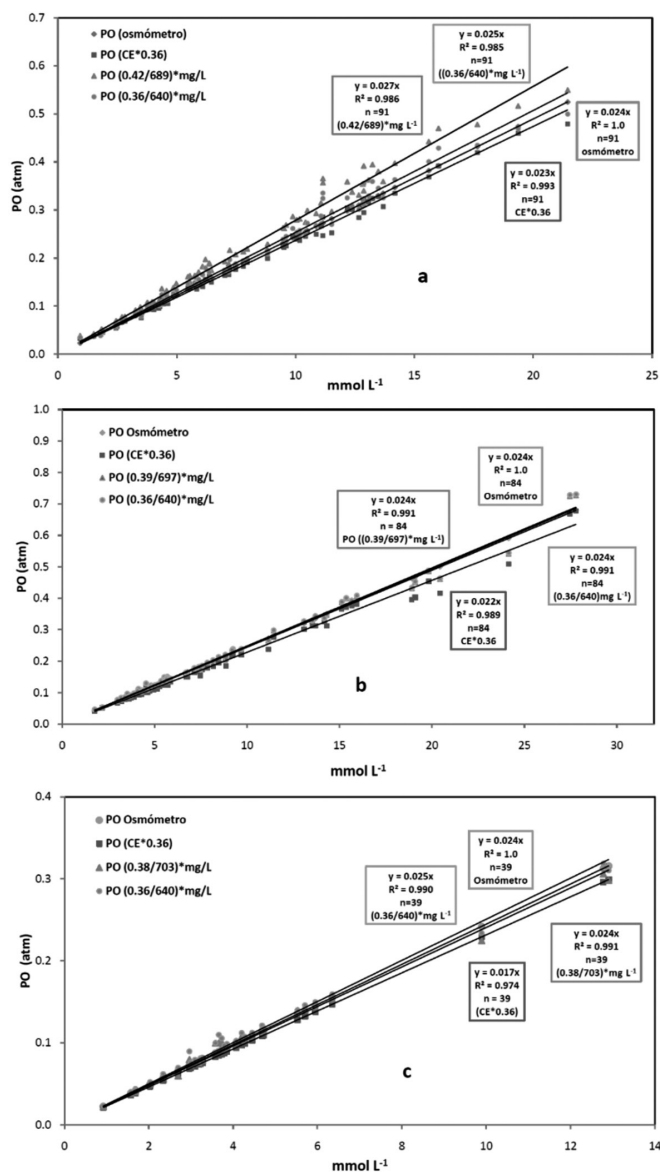 0.7
0.6
0.5
0.4
0.3
0.2
0.1
0.0
PO (atm)
PO (osmómetro)
PO (CE*0.36)
PO (0.42/689)*mg/L
PO (0.36/640)*mg/L
y = 0.027x
R² = 0.986
n =91
(0.42/689)*mg L⁻¹
y = 0.025x
R² = 0.985
n=91
((0.36/640)*mg L⁻¹)
y = 0.024x
R² = 1.0
n=91
osmómetro
y = 0.023x
R² = 0.993
n=91
CE*0.36
a
0 5 10 15 20 25
mmol L⁻¹
1.0
0.9
0.8
0.7
0.6
0.5
0.4
0.3
0.2
0.1
0.0
PO (atm)
PO Osmómetro
PO (CE*0.36)
PO (0.39/697)*mg/L
PO (0.36/640)*mg/L
y = 0.024x
R² = 0.991
n = 84
PO ((0.39/697)*mg L⁻¹)
y = 0.024x
R² = 1.0
n=84
Osmómetro
y = 0.024x
R² = 0.991
n=84
(0.36/640)mg L⁻¹)
y = 0.022x
R² = 0.989
n=84
CE*0.36
b
0 5 10 15 20 25 30
mmol L⁻¹
0.4
0.3
0.2
0.1
0.0
PO (atm)
PO Osmómetro
PO (CE*0.36)
PO (0.38/703)*mg/L
PO (0.36/640)*mg/L
y = 0.025x
R² = 0.990
n=39
(0.36/640)*mg L⁻¹
y = 0.024x
R² = 1.0
n=39
Osmómetro
y = 0.024x
R² = 0.991
n=39
(0.38/703)*mg L⁻¹
y = 0.017x
R² = 0.974
n = 39
(CE*0.36)
c
0 2 4 6 8 10 12 14
mmol L⁻¹